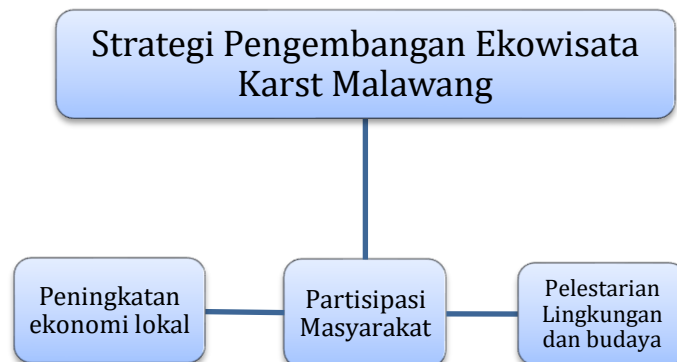 Strategi Pengembangan Ekowisata
Karst Malawang
Peningkatan
ekonomi lokal
Partisipasi
Masyarakat
Pelestarian
Lingkungan
dan budaya